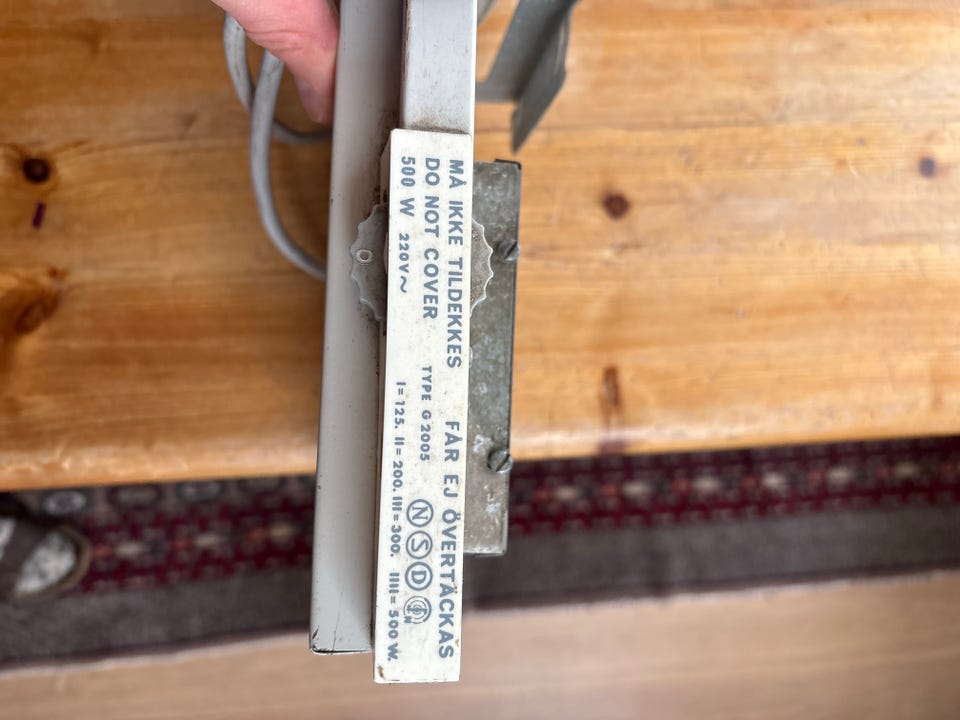 MÅ IKKE TILDEKKES FÅR EJ ÖVERTÄCKAS
DO NOT COVER TYPE G 2005 N S D
500 W 220V~ I = 125. II = 200. III = 300. IIII = 500 W.
O